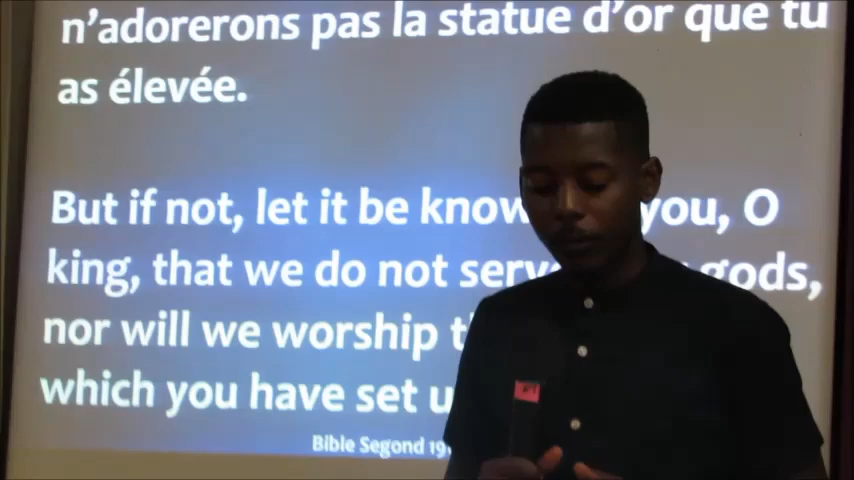 n'adorerons pas la statue d'or que tu
as élevée.
But if not, let it be know you, O
king, that we do not serv gods,
nor will we worship t
which you have set u
Bible Segond 19